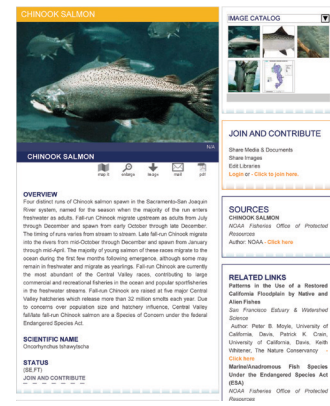 CHINOOK SALMON
N/A
CHINOOK SALMON
map it
enlarge
image
mail
pdf
OVERVIEW
Four distinct runs of Chinook salmon spawn in the Sacramento-San Joaquin
River system, named for the season when the majority of the run enters
freshwater as adults. Fall-run Chinook migrate upstream as adults from July
through December and spawn from early October through late December.
The timing of runs varies from stream to stream. Late fall-run Chinook migrate
into the rivers from mid-October through December and spawn from January
through mid-April. The majority of young salmon of these races migrate to the
ocean during the first few months following emergence, although some may
remain in freshwater and migrate as yearlings. Fall-run Chinook are currently
the most abundant of the Central Valley races, contributing to large
commercial and recreational fisheries in the ocean and popular sportfisheries
in the freshwater streams. Fall-run Chinook are raised at five major Central
Valley hatcheries which release more than 32 million smolts each year. Due
to concerns over population size and hatchery influence, Central Valley
fall/late fall-run Chinook salmon are a Species of Concern under the federal
Endangered Species Act.
SCIENTIFIC NAME
Oncorhynchus tshawytscha
STATUS
(SE,FT)
JOIN AND CONTRIBUTE
IMAGE CATALOG
JOIN AND CONTRIBUTE
Share Media & Documents
Share Images
Edit Libraries
Login or - Click to join here.
SOURCES
CHINOOK SALMON
NOAA Fisheries Office of Protected
Resources
Author: NOAA - Click here
RELATED LINKS
Patterns in the Use of a Restored
California Floodplain by Native and
Alien Fishes
San Francisco Estuary & Watershed
Science
Author: Peter B. Moyle, University of
California, Davis, Patrick K. Crain,
University of California, Davis, Keith
Whitener, The Nature Conservancy -
Click here
Marine/Anadromous Fish Species
Under the Endangered Species Act
(ESA)
NOAA Fisheries Office of Protected
Resources